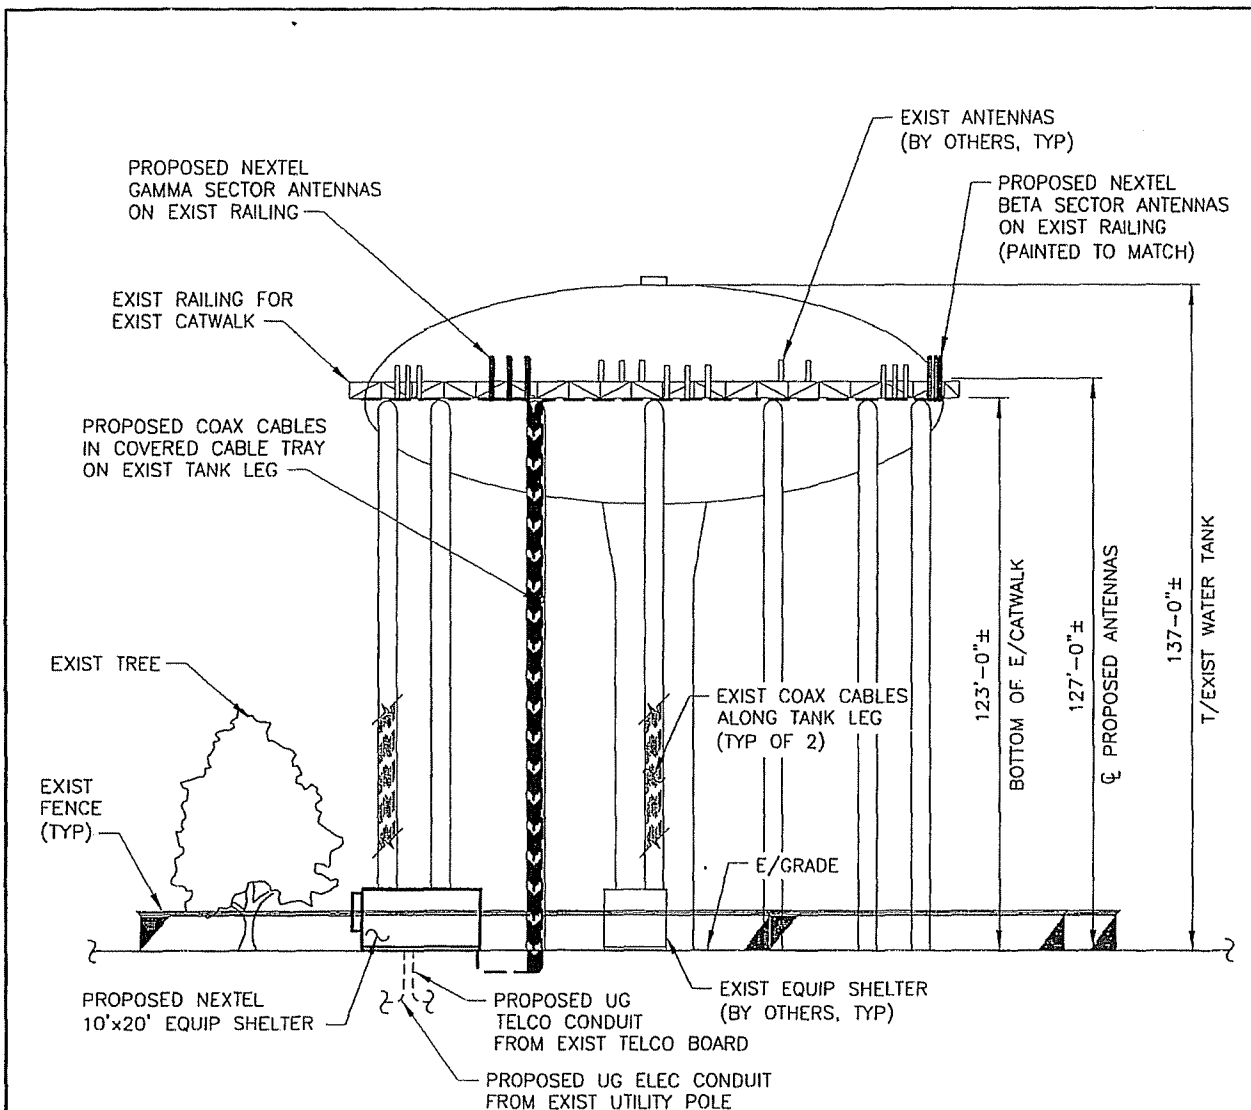 EXIST ANTENNAS
(BY OTHERS, TYP)
PROPOSED NEXTEL
GAMMA SECTOR ANTENNAS
ON EXIST RAILING
PROPOSED NEXTEL
BETA SECTOR ANTENNAS
ON EXIST RAILING
(PAINTED TO MATCH)
EXIST RAILING FOR
EXIST CATWALK
PROPOSED COAX CABLES
IN COVERED CABLE TRAY
ON EXIST TANK LEG
EXIST TREE
EXIST COAX CABLES
ALONG TANK LEG
(TYP OF 2)
123'-0"±
BOTTOM OF E/CATWALK
127'-0"±
℄ PROPOSED ANTENNAS
137-0"±
T/EXIST WATER TANK
EXIST
FENCE
(TYP)
E/GRADE
PROPOSED NEXTEL
10'x20' EQUIP SHELTER
PROPOSED UG
TELCO CONDUIT
FROM EXIST TELCO BOARD
EXIST EQUIP SHELTER
(BY OTHERS, TYP)
PROPOSED UG ELEC CONDUIT
FROM EXIST UTILITY POLE